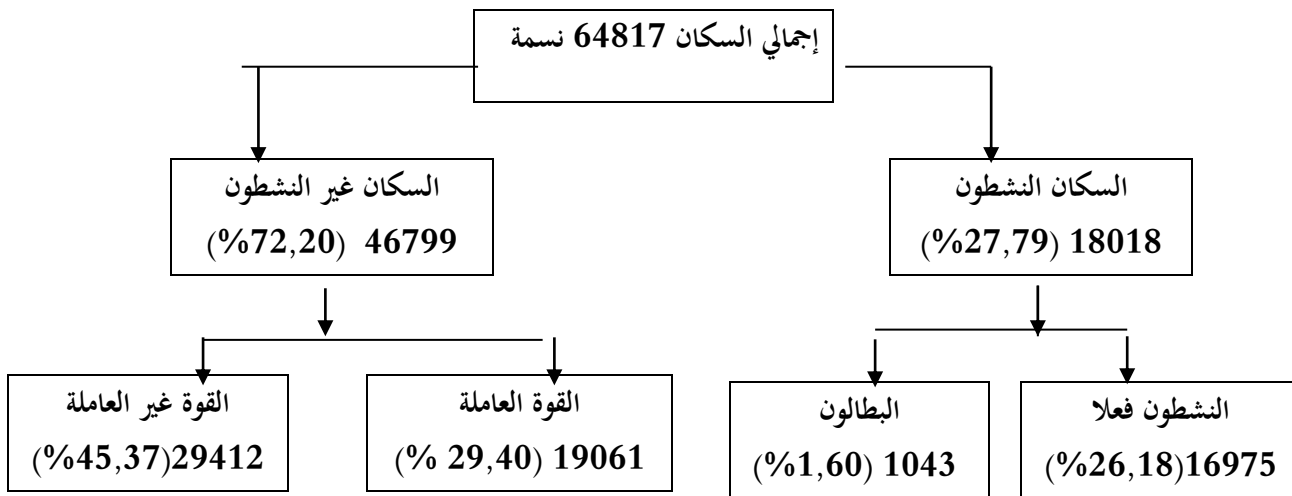 إجمالي السكان 64817 نسمة
السكان النشطون
18018 (27,79%)
السكان غير النشطون
46799 (72,20%)
النشطون فعلا
16975(26,18%)
البطالون
1043 (1,60%)
القوة العاملة
19061 (29,40 %)
القوة غير العاملة
29412(45,37%)